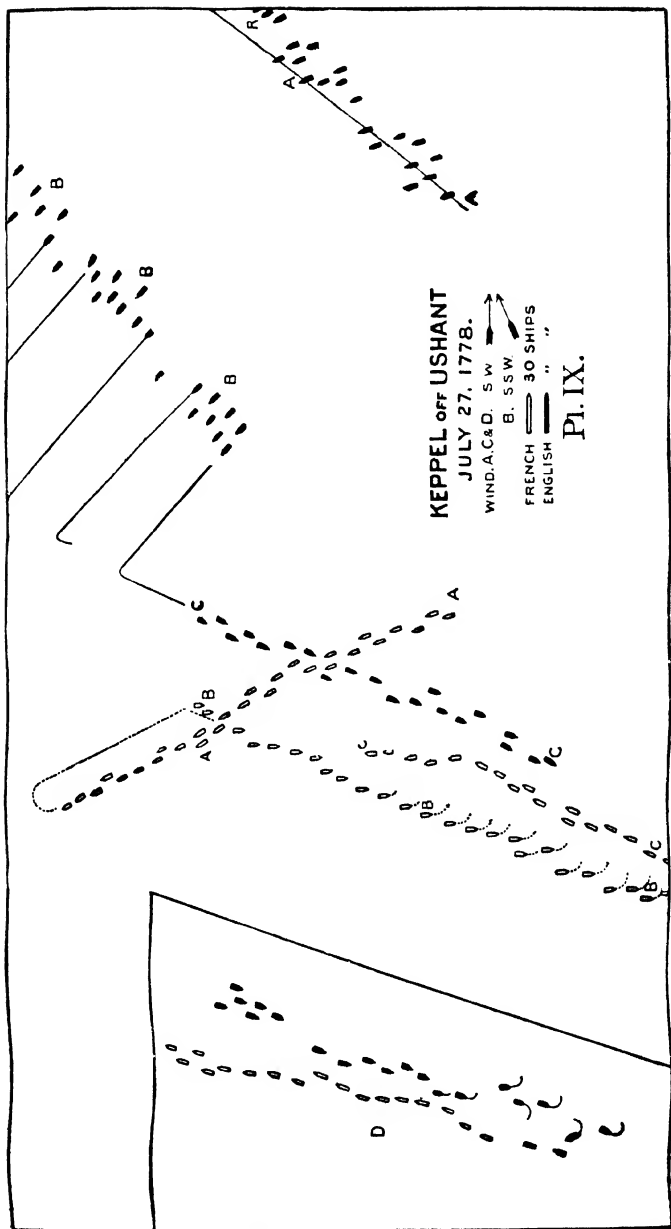 KEPPEL OFF USHANT
JULY 27, 1778.
WIND. A.C&D. S W
B. S S W.
FRENCH 30 SHIPS
ENGLISH " "
Pl. IX.
R
A
A
B
B
B
C
A
B
A
C
C
C
B
C
B
D